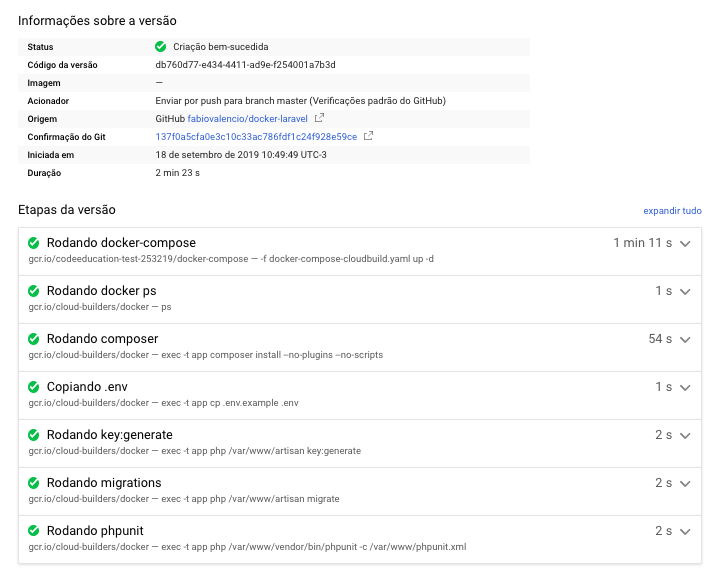 Informações sobre a versão
Status Criação bem-sucedida
Código da versão db760d77-e434-4411-ad9e-f254001a7b3d
Imagem —
Acionador Enviar por push para branch master (Verificações padrão do GitHub)
Origem GitHub fabiovalencio/docker-laravel
Confirmação do Git 137f0a5cfa0e3c10c33ac786fdf1c24f928e59ce
Iniciada em 18 de setembro de 2019 10:49:49 UTC-3
Duração 2 min 23 s
Etapas da versão expandir tudo
Rodando docker-compose 1 min 11 s
gcr.io/codeeducation-test-253219/docker-compose — -f docker-compose-cloudbuild.yaml up -d
Rodando docker ps 1 s
gcr.io/cloud-builders/docker — ps
Rodando composer 54 s
gcr.io/cloud-builders/docker — exec -t app composer install --no-plugins --no-scripts
Copiando .env 1 s
gcr.io/cloud-builders/docker — exec -t app cp .env.example .env
Rodando key:generate 2 s
gcr.io/cloud-builders/docker — exec -t app php /var/www/artisan key:generate
Rodando migrations 2 s
gcr.io/cloud-builders/docker — exec -t app php /var/www/artisan migrate
Rodando phpunit 2 s
gcr.io/cloud-builders/docker — exec -t app php /var/www/vendor/bin/phpunit -c /var/www/phpunit.xml